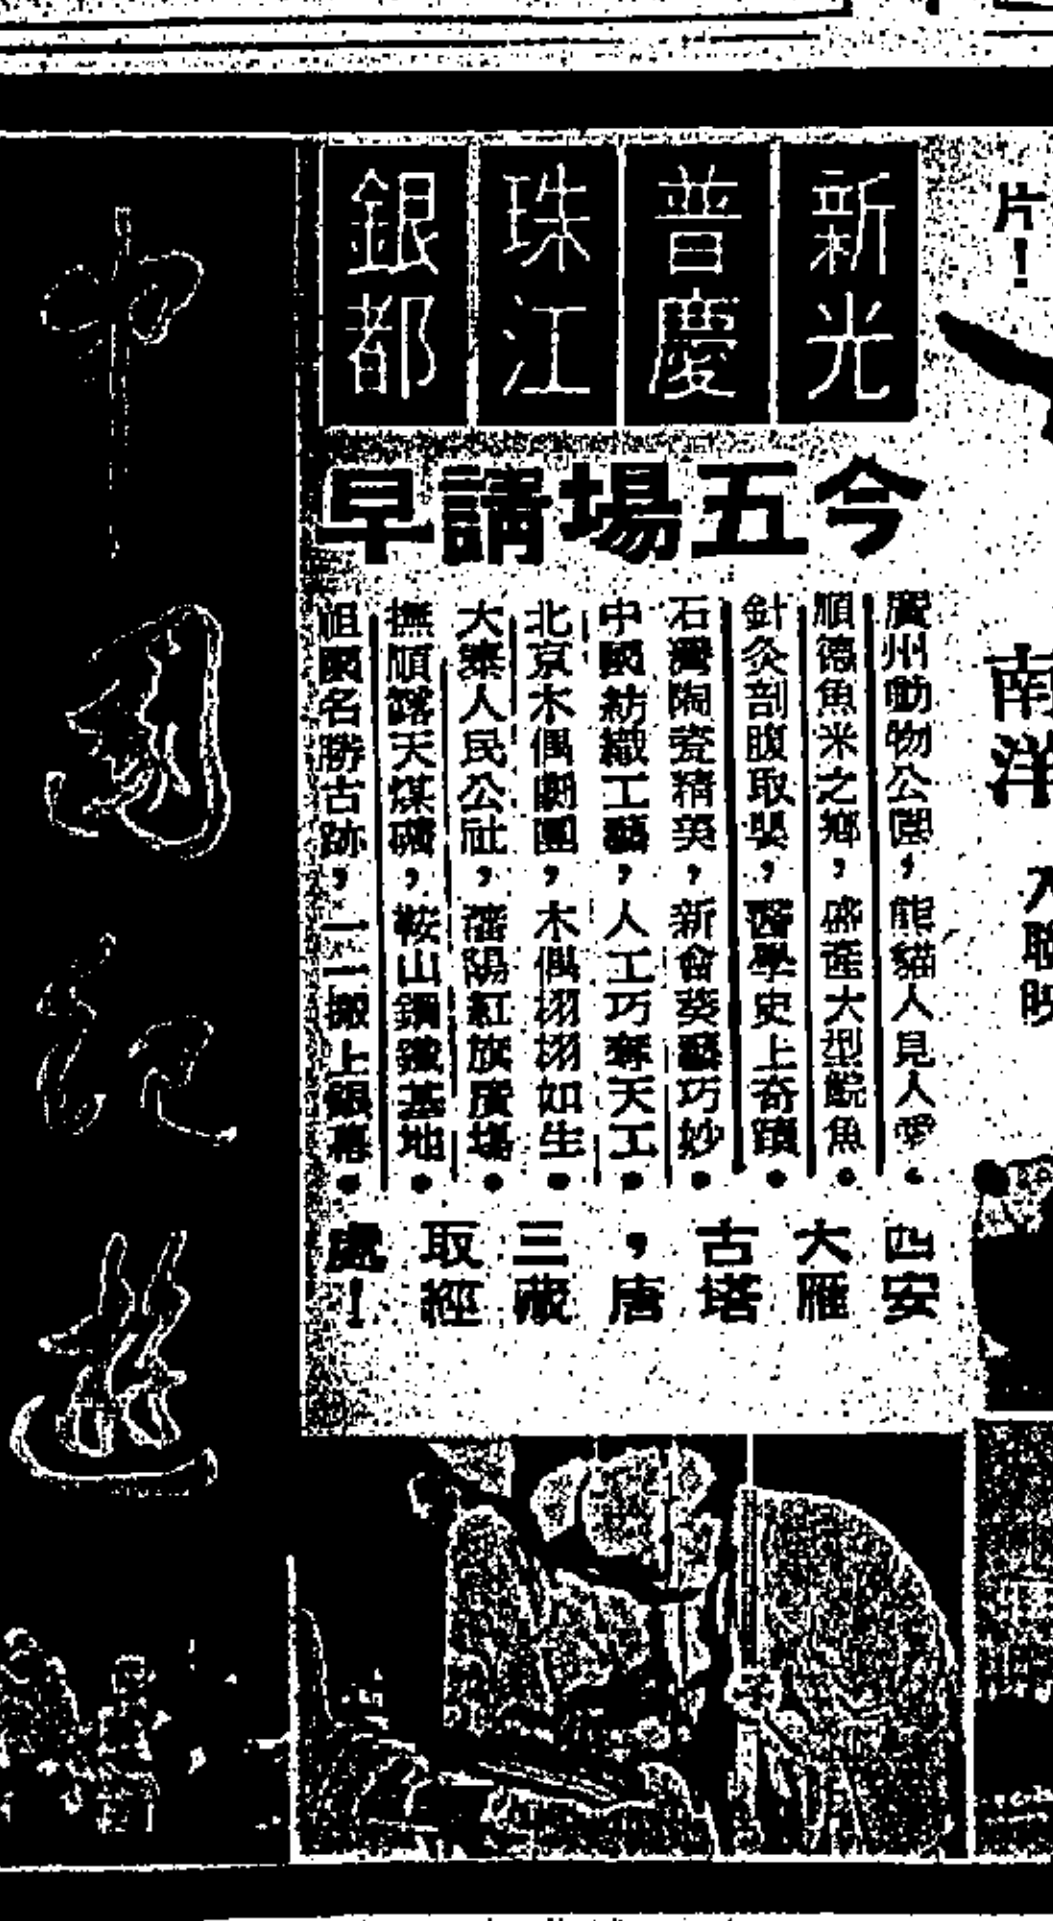 片！
南洋
聯映
新光
普慶
珠江
銀都
今五場請早
廣州動物公園，熊貓人見人愛。
順德魚米之鄉，盛産大型鯇魚。
針灸剖腹取嬰，醫學史上奇蹟。
石灣陶瓷精美，新會葵藝巧妙。
中國紡織工藝，人工巧奪天工。
北京木偶劇團，木偶栩栩如生。
大寨人民公社，瀋陽紅旗廣場。
撫順露天煤礦，鞍山鋼鐵基地。
祖國名勝古跡，一一搬上銀幕。
西安大雁古塔，唐三藏取經處！
中國紀遊